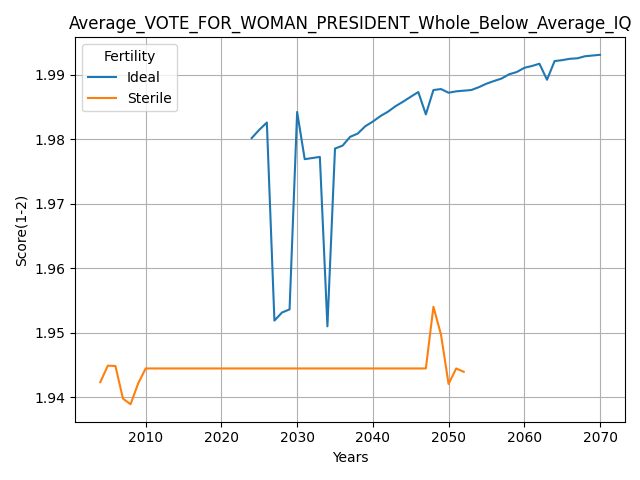 Average_VOTE_FOR_WOMAN_PRESIDENT_Whole_Below_Average_IQ
Fertility
Ideal
Sterile
Score(1-2)
1.99
1.98
1.97
1.96
1.95
1.94
2010 2020 2030 2040 2050 2060 2070
Years